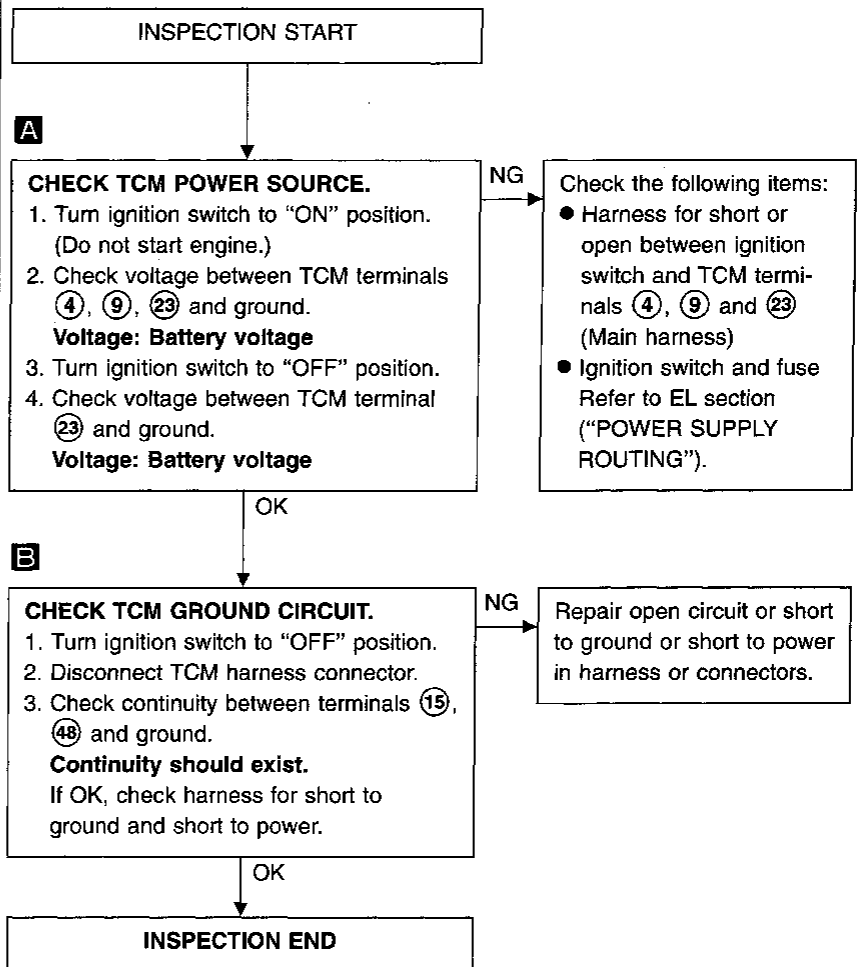 INSPECTION START
A
CHECK TCM POWER SOURCE.
1. Turn ignition switch to “ON” position.
(Do not start engine.)
2. Check voltage between TCM terminals
④, ⑨, ㉓ and ground.
Voltage: Battery voltage
3. Turn ignition switch to “OFF” position.
4. Check voltage between TCM terminal
㉓ and ground.
Voltage: Battery voltage
NG
Check the following items:
● Harness for short or
open between ignition
switch and TCM termi-
nals ④, ⑨ and ㉓
(Main harness)
● Ignition switch and fuse
Refer to EL section
(“POWER SUPPLY
ROUTING”).
OK
B
CHECK TCM GROUND CIRCUIT.
1. Turn ignition switch to “OFF” position.
2. Disconnect TCM harness connector.
3. Check continuity between terminals ⑮,
㊽ and ground.
Continuity should exist.
If OK, check harness for short to
ground and short to power.
NG
Repair open circuit or short
to ground or short to power
in harness or connectors.
OK
INSPECTION END